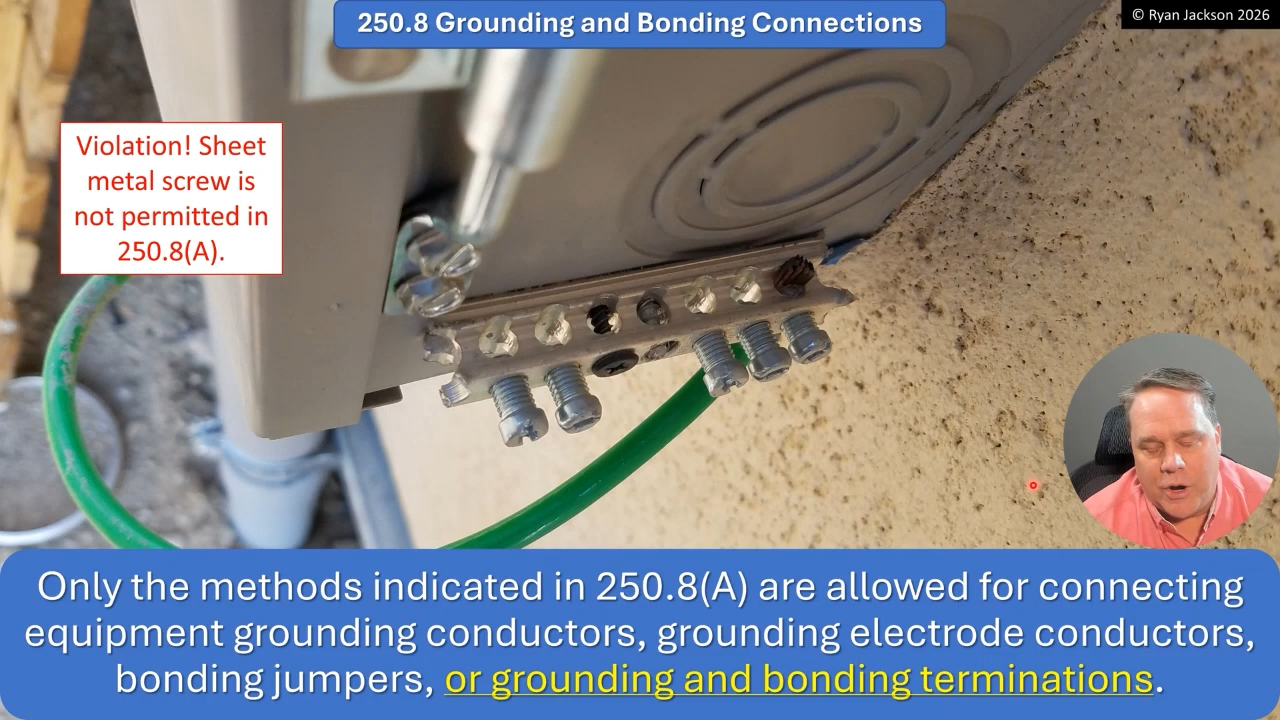 250.8 Grounding and Bonding Connections
© Ryan Jackson 2026
Violation! Sheet
metal screw is
not permitted in
250.8(A).
Only the methods indicated in 250.8(A) are allowed for connecting
equipment grounding conductors, grounding electrode conductors,
bonding jumpers, or grounding and bonding terminations.